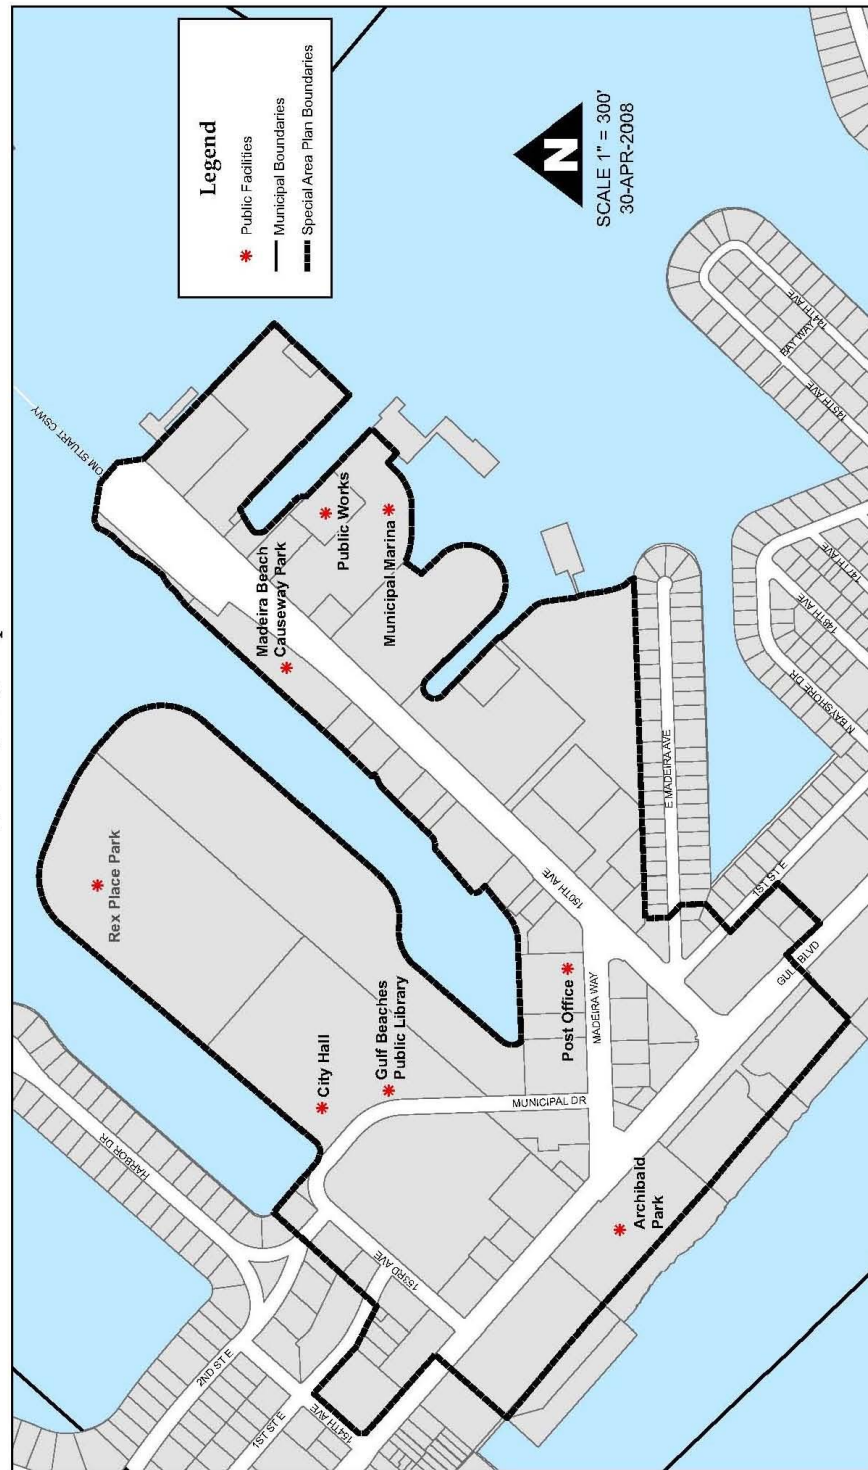 Legend
Public Facilities
Municipal Boundaries
Special Area Plan Boundaries
N
SCALE 1" = 300'
30-APR-2008
OM STUART CSWY
Madeira Beach
Causeway Park
Public Works
Municipal Marina
Rex Place Park
City Hall
Gulf Beaches
Public Library
Post Office
Archibald
Park
HARBOR DR
2ND ST E
1ST ST E
154TH AVE
153RD AVE
MUNICIPAL DR
MADEIRA WAY
150TH AVE
E MADEIRA AVE
1ST ST E
GULF BLVD
N BAYSHORE DR
148TH AVE
147TH AVE
145TH AVE
BAY WAY
144TH AVE